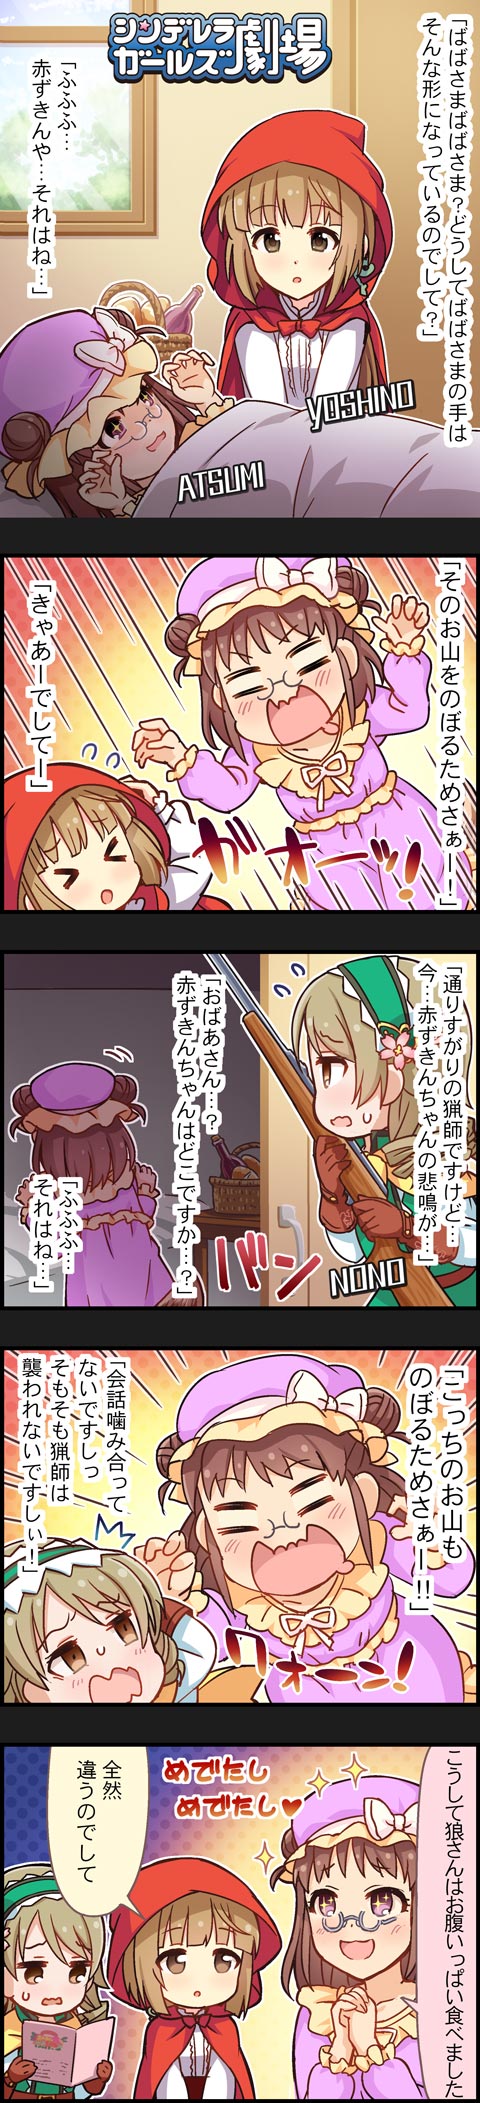 シンデレラ
ガールズ劇場
「ばばさまばばさま？どうしてばばさまの手は
そんな形になっているのでして？」
「ふふふ…
赤ずきんや…それはね…」
YOSHINO
ATSUMI
「そのお山をのぼるためさぁーー！」
「きゃあーでしてー」
ガオーッ！
「通りすがりの猟師ですけど…
今…赤ずきんちゃんの悲鳴が…」
「おばあさん…？
赤ずきんちゃんはどこですか…？」
「ふふふ…
それはね…」
バン
NONO
「こっちのお山も
のぼるためさぁー！！」
「会話噛み合って
ないですしっ
そもそも猟師は
襲われないですしぃ！」
ワォーン！
こうして狼さんはお腹いっぱい食べました
めでたし
めでたし♥
全然
違うのでして